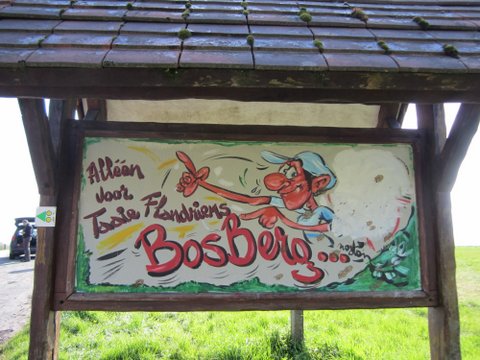 Alléén
voor
Taaie Flandriens
BosBerg...